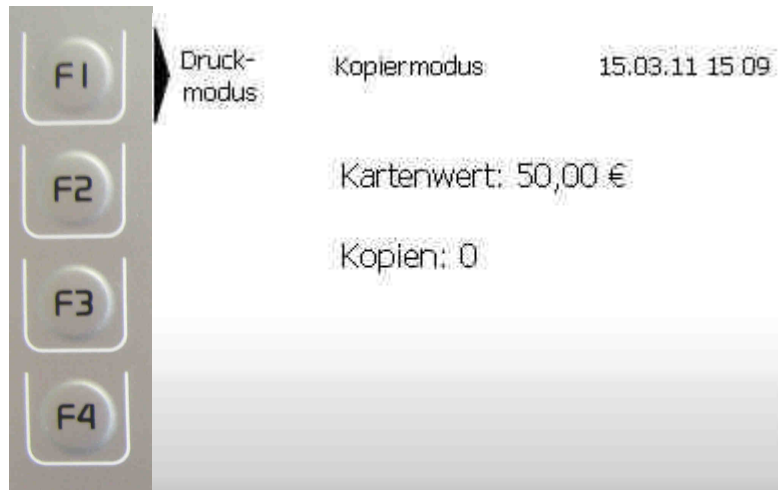 F1
Druck-
modus
Kopiermodus
15.03.11 15 09
F2
Kartenwert: 50,00 €
Kopien: 0
F3
F4